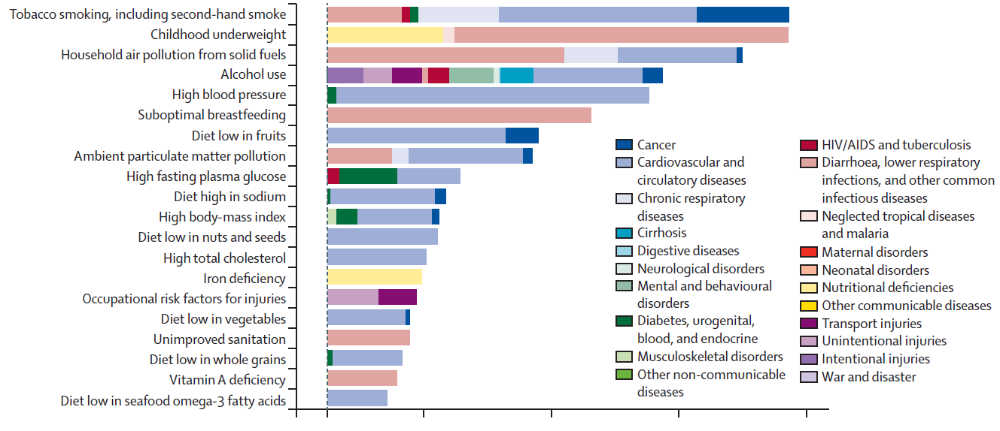 Tobacco smoking, including second-hand smoke
Childhood underweight
Household air pollution from solid fuels
Alcohol use
High blood pressure
Suboptimal breastfeeding
Diet low in fruits
Ambient particulate matter pollution
High fasting plasma glucose
Diet high in sodium
High body-mass index
Diet low in nuts and seeds
High total cholesterol
Iron deficiency
Occupational risk factors for injuries
Diet low in vegetables
Unimproved sanitation
Diet low in whole grains
Vitamin A deficiency
Diet low in seafood omega-3 fatty acids
Cancer
Cardiovascular and
circulatory diseases
Chronic respiratory
diseases
Cirrhosis
Digestive diseases
Neurological disorders
Mental and behavioural
disorders
Diabetes, urogenital,
blood, and endocrine
Musculoskeletal disorders
Other non-communicable
diseases
HIV/AIDS and tuberculosis
Diarrhoea, lower respiratory
infections, and other common
infectious diseases
Neglected tropical diseases
and malaria
Maternal disorders
Neonatal disorders
Nutritional deficiencies
Other communicable diseases
Transport injuries
Unintentional injuries
Intentional injuries
War and disaster